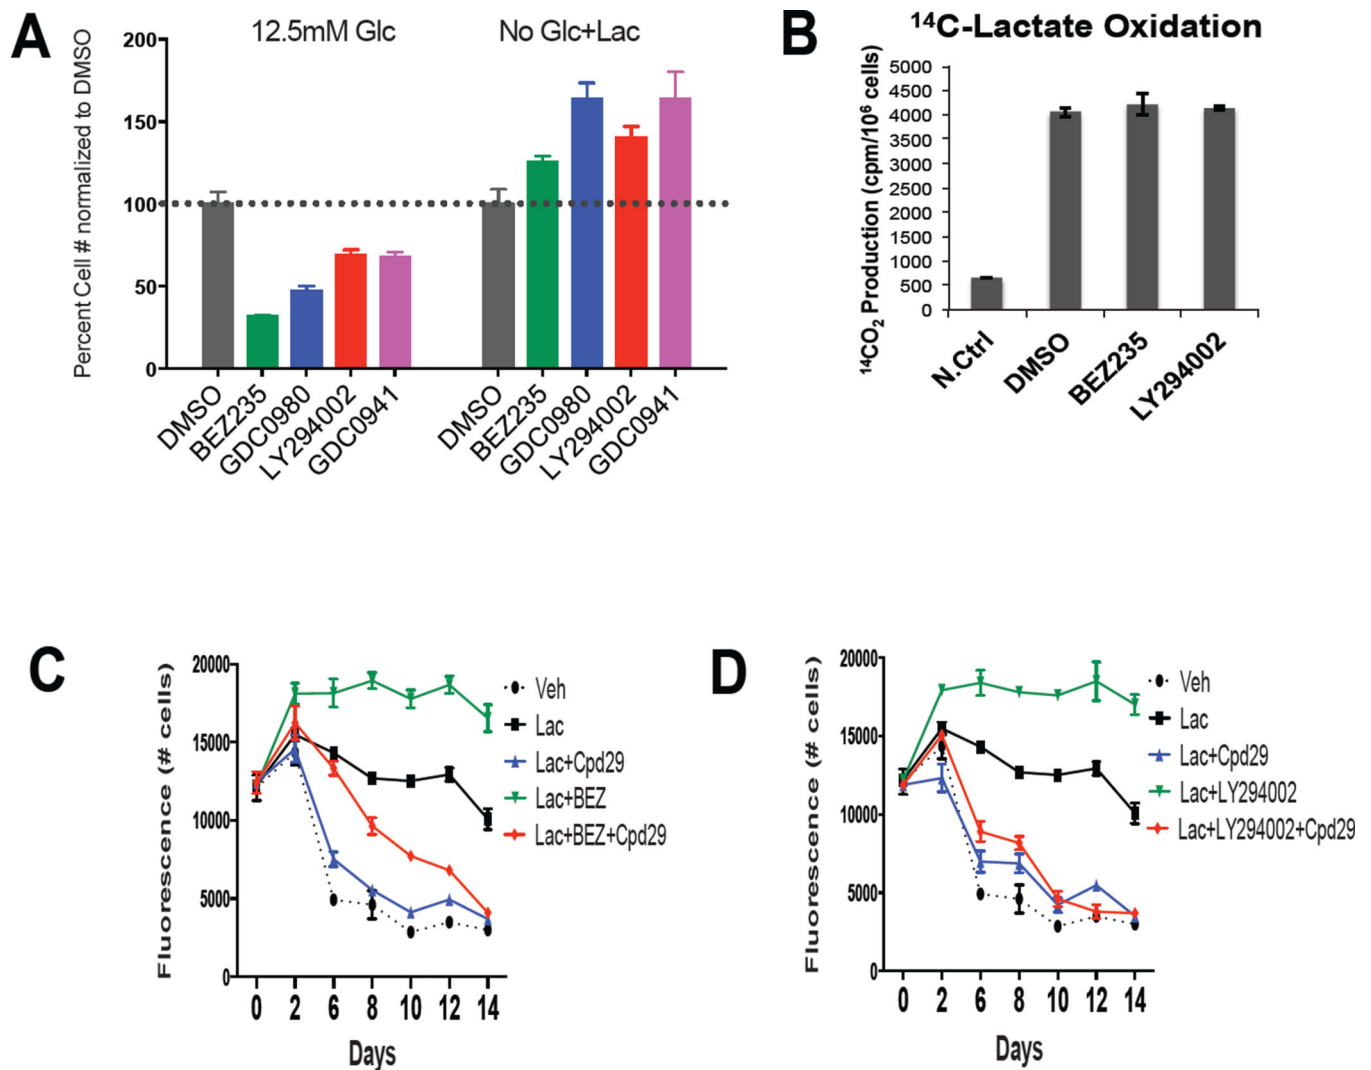 A
12.5mM Glc
No Glc+Lac
Percent Cell # normalized to DMSO
200
150
100
50
0
DMSO
BEZ235
GDC0980
LY294002
GDC0941
DMSO
BEZ235
GDC0980
LY294002
GDC0941
B
¹⁴C-Lactate Oxidation
¹⁴CO₂ Production (cpm/10⁶ cells)
5000
4500
4000
3500
3000
2500
2000
1500
1000
500
0
N.Ctrl
DMSO
BEZ235
LY294002
C
Fluorescence (# cells)
20000
15000
10000
5000
0
0 2 6 8 10 12 14
Days
Veh
Lac
Lac+Cpd29
Lac+BEZ
Lac+BEZ+Cpd29
D
Fluorescence (# cells)
20000
15000
10000
5000
0
0 2 6 8 10 12 14
Days
Veh
Lac
Lac+Cpd29
Lac+LY294002
Lac+LY294002+Cpd29